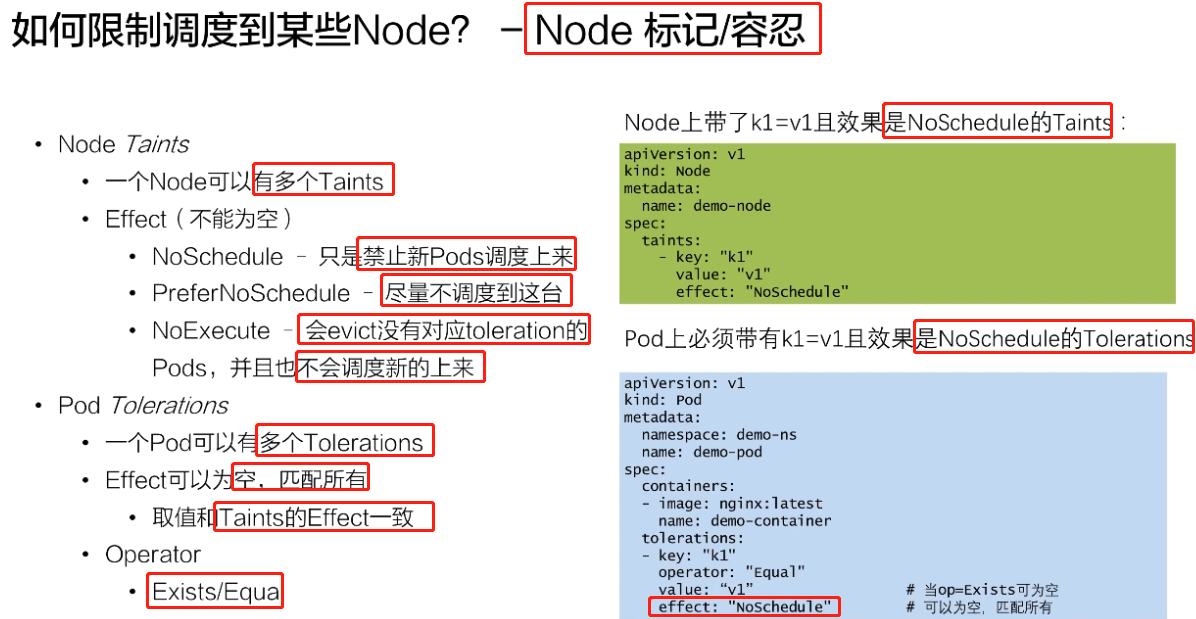 如何限制调度到某些Node? – Node 标记/容忍
• Node Taints
• 一个Node可以有多个Taints
• Effect（不能为空）
• NoSchedule – 只是禁止新Pods调度上来
• PreferNoSchedule – 尽量不调度到这台
• NoExecute – 会evict没有对应toleration的
Pods，并且也不会调度新的上来
• Pod Tolerations
• 一个Pod可以有多个Tolerations
• Effect可以为空，匹配所有
• 取值和Taints的Effect一致
• Operator
• Exists/Equa
Node上带了k1=v1且效果是NoSchedule的Taints：
apiVersion: v1
kind: Node
metadata:
  name: demo-node
spec:
  taints:
    - key: "k1"
      value: "v1"
      effect: "NoSchedule"
Pod上必须带有k1=v1且效果是NoSchedule的Tolerations
apiVersion: v1
kind: Pod
metadata:
  namespace: demo-ns
  name: demo-pod
spec:
  containers:
  - image: nginx:latest
    name: demo-container
  tolerations:
  - key: "k1"
    operator: "Equal"
    value: “v1" # 当op=Exists可为空
    effect: "NoSchedule" # 可以为空，匹配所有